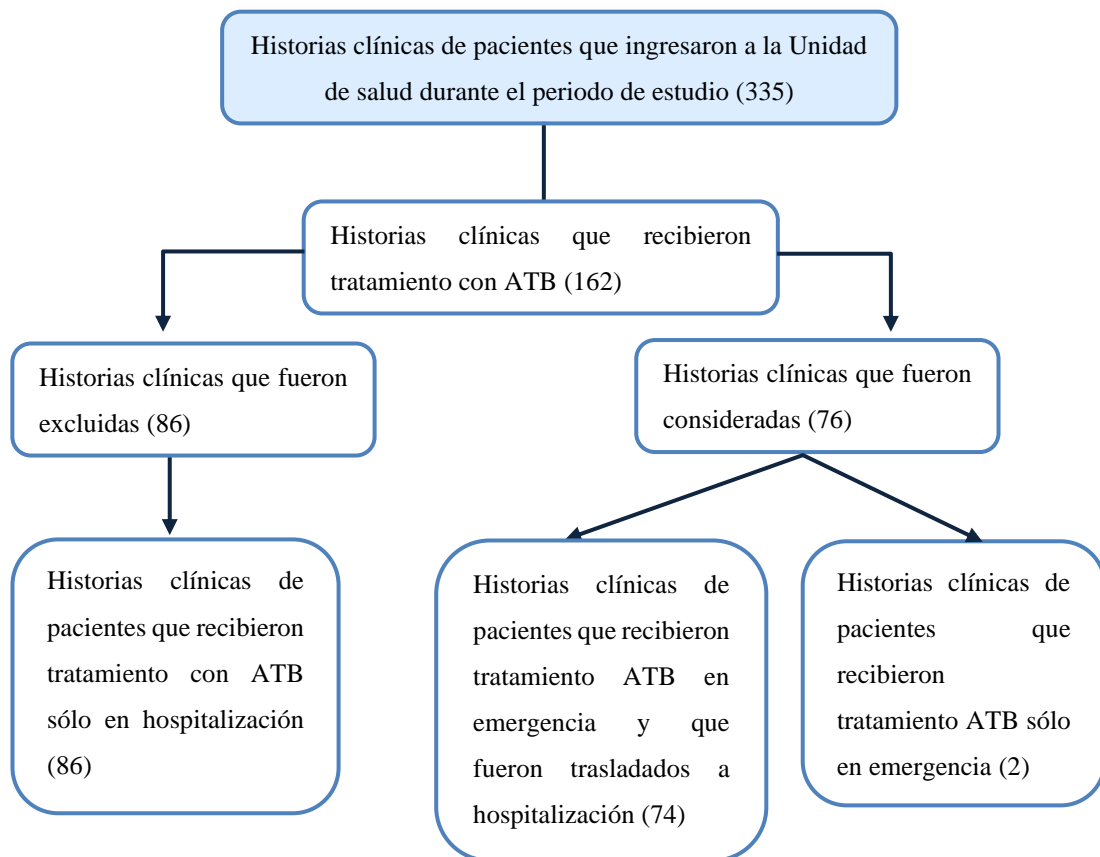 Historias clínicas de pacientes que ingresaron a la Unidad
de salud durante el periodo de estudio (335)
Historias clínicas que recibieron
tratamiento con ATB (162)
Historias clínicas que fueron
excluidas (86)
Historias clínicas que fueron
consideradas (76)
Historias clínicas de
pacientes que recibieron
tratamiento con ATB
sólo en hospitalización
(86)
Historias clínicas de
pacientes que recibieron
tratamiento ATB en
emergencia y que
fueron trasladados a
hospitalización (74)
Historias clínicas de
pacientes que
recibieron
tratamiento ATB sólo
en emergencia (2)